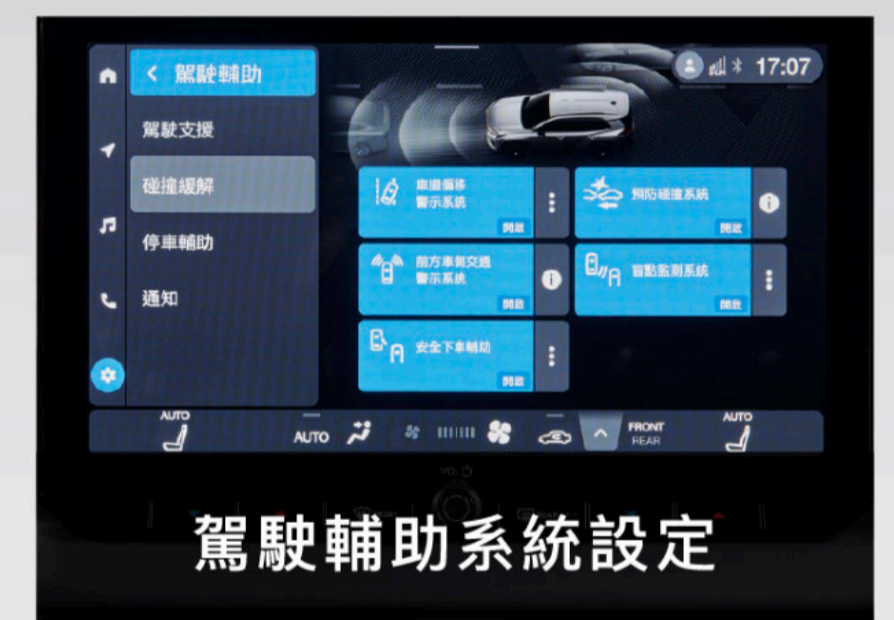 駕駛輔助
17:07
駕駛支援
碰撞緩解
停車輔助
通知
車道偏移
警示系統
開啟
預防碰撞系統
開啟
前方車側交通
警示系統
開啟
盲點監測系統
開啟
安全下車輔助
開啟
AUTO
AUTO
FRONT
REAR
AUTO
VOL
駕駛輔助系統設定